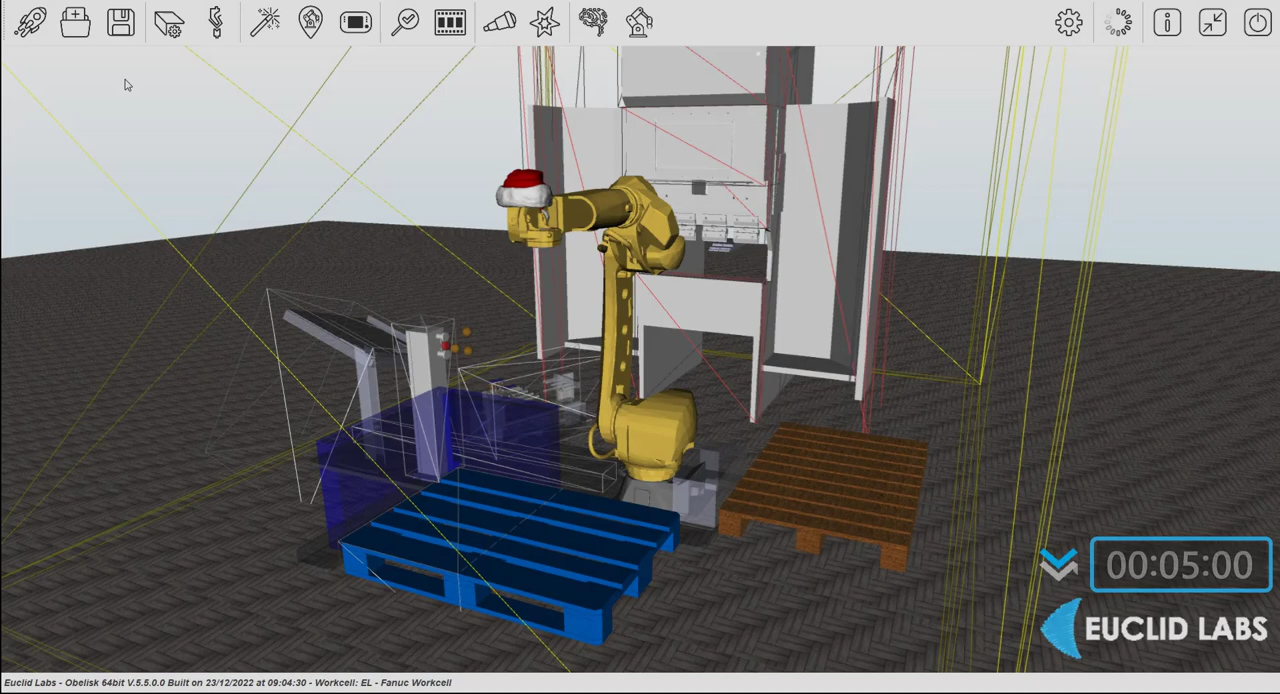 00:05:00
EUCLID LABS
Euclid Labs - Obelisk 64bit V.5.5.0.0 Built on 23/12/2022 at 09:04:30 - Workcell: EL - Fanuc Workcell